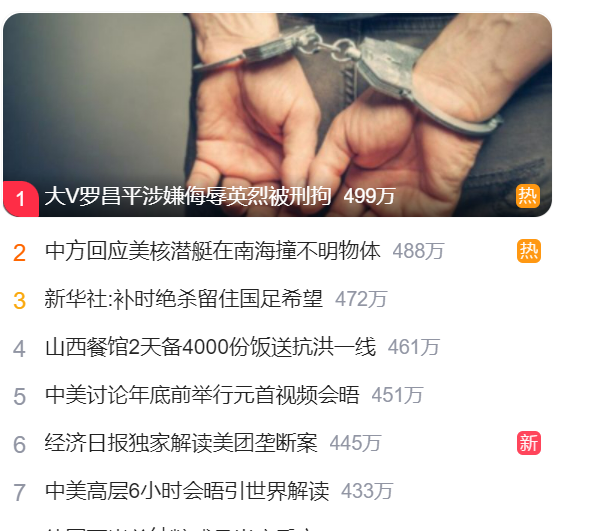 1 大V罗昌平涉嫌侮辱英烈被刑拘 499万 热
2 中方回应美核潜艇在南海撞不明物体 488万 热
3 新华社:补时绝杀留住国足希望 472万
4 山西餐馆2天备4000份饭送抗洪一线 461万
5 中美讨论年底前举行元首视频会晤 451万
6 经济日报独家解读美团垄断案 445万 新
7 中美高层6小时会晤引世界解读 433万